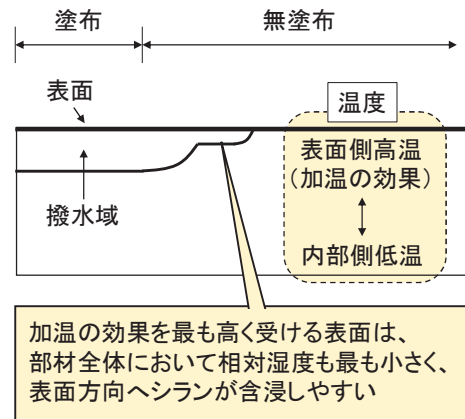 塗布
無塗布
表面
温度
表面側高温
(加温の効果)
撥水域
内部側低温
加温の効果を最も高く受ける表面は、
部材全体において相対湿度も最も小さく、
表面方向へシランが含浸しやすい